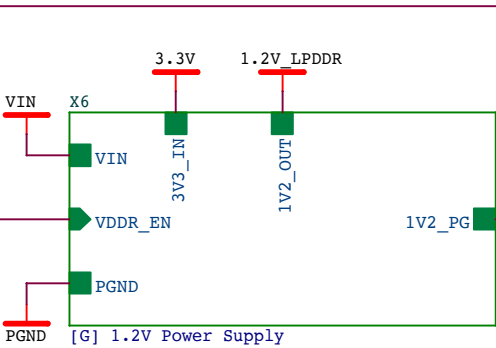 3.3V
1.2V_LPDDR
VIN
X6
3V3_IN
1V2_OUT
VIN
VDDR_EN
1V2_PG
PGND
PGND
[G] 1.2V Power Supply